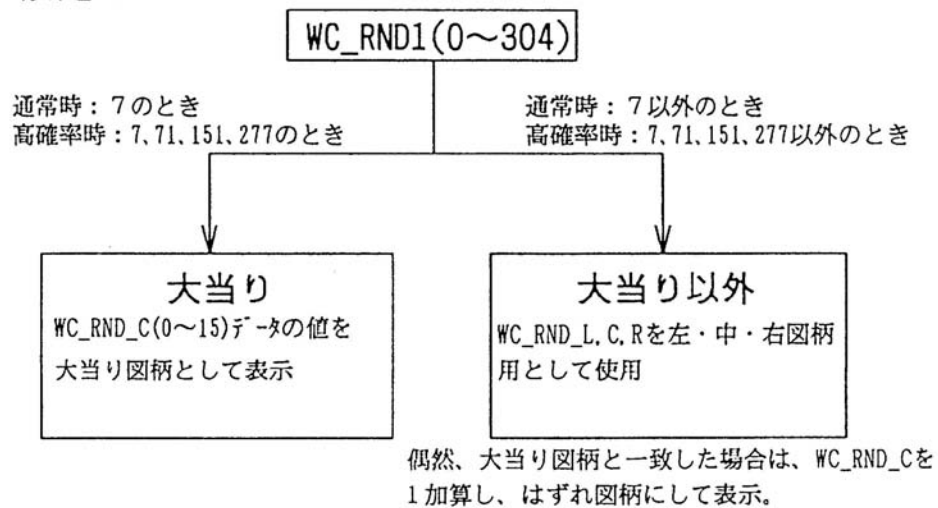 WC_RND1(0～304)
通常時：7のとき
高確率時：7,71,151,277のとき
通常時：7以外のとき
高確率時：7,71,151,277以外のとき
大当り
WC_RND_C(0～15)ﾃﾞｰﾀの値を
大当り図柄として表示
大当り以外
WC_RND_L,C,Rを左・中・右図柄
用として使用
偶然、大当り図柄と一致した場合は、WC_RND_Cを
1加算し、はずれ図柄にして表示。